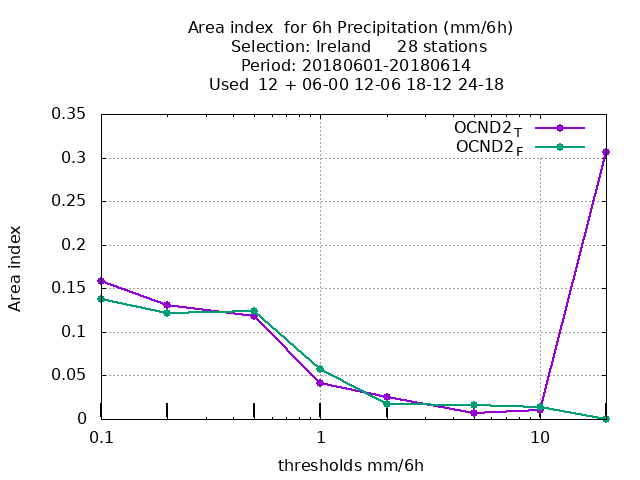 Area index  for 6h Precipitation (mm/6h)
Selection: Ireland     28 stations
Period: 20180601-20180614
Used  12 + 06-00 12-06 18-12 24-18
OCND2_T
OCND2_F
0.35
0.3
0.25
0.2
0.15
0.1
0.05
0
Area index
0.1 1 10
thresholds mm/6h